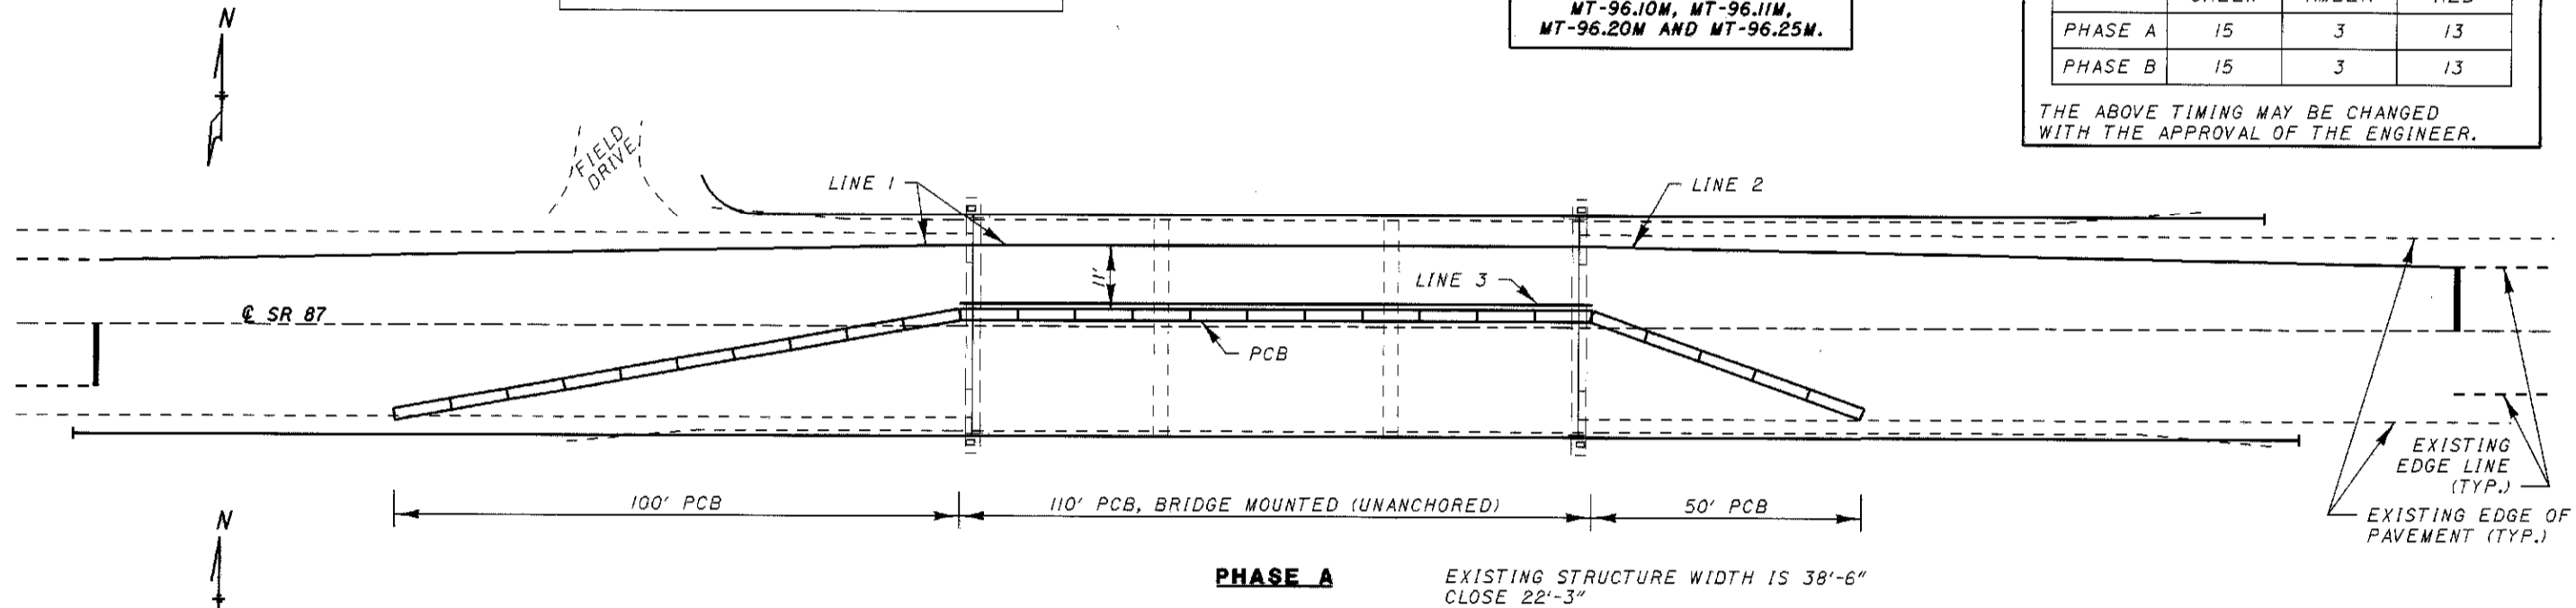 N
MT-96.10M, MT-96.11M,
MT-96.20M AND MT-96.25M.
GREEN AMBER RED
PHASE A 15 3 13
PHASE B 15 3 13
THE ABOVE TIMING MAY BE CHANGED
WITH THE APPROVAL OF THE ENGINEER.
FIELD
DRIVE
LINE 1
LINE 2
11'
LINE 3
℄ SR 87
PCB
EXISTING
EDGE LINE
(TYP.)
EXISTING EDGE OF
PAVEMENT (TYP.)
100' PCB
110' PCB, BRIDGE MOUNTED (UNANCHORED)
50' PCB
N
PHASE A
EXISTING STRUCTURE WIDTH IS 38'-6"
CLOSE 22'-3"